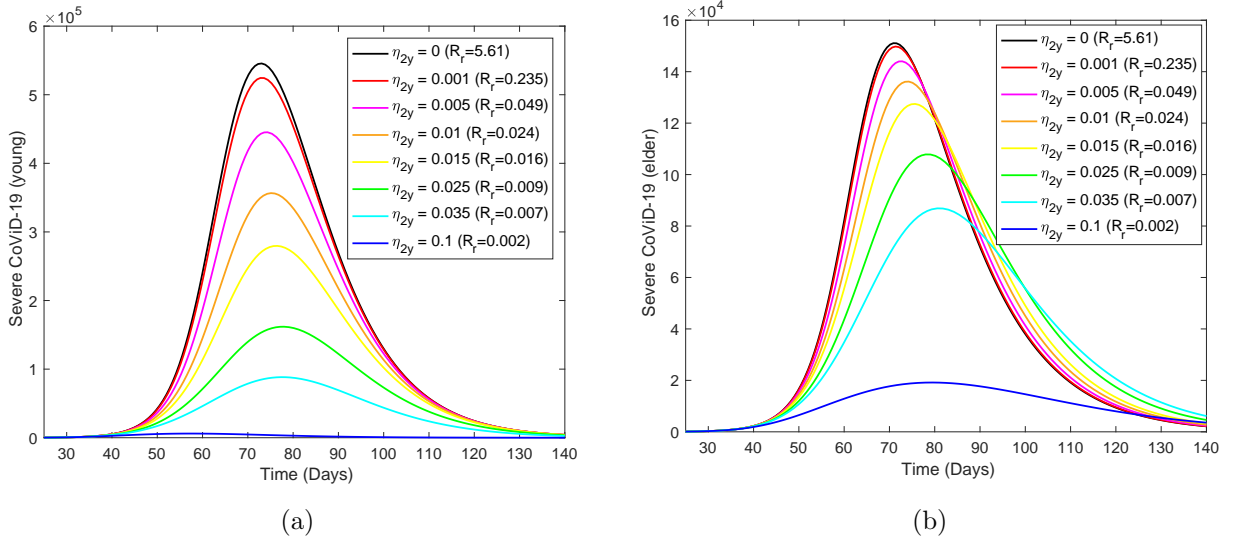 ×10⁵
6
5
4
3
2
1
0
Severe CoViD-19 (young)
η₂y = 0 (Rᵣ=5.61)
η₂y = 0.001 (Rᵣ=0.235)
η₂y = 0.005 (Rᵣ=0.049)
η₂y = 0.01 (Rᵣ=0.024)
η₂y = 0.015 (Rᵣ=0.016)
η₂y = 0.025 (Rᵣ=0.009)
η₂y = 0.035 (Rᵣ=0.007)
η₂y = 0.1 (Rᵣ=0.002)
30 40 50 60 70 80 90 100 110 120 130 140
Time (Days)
(a)
×10⁴
16
14
12
10
8
6
4
2
0
Severe CoViD-19 (elder)
η₂y = 0 (Rᵣ=5.61)
η₂y = 0.001 (Rᵣ=0.235)
η₂y = 0.005 (Rᵣ=0.049)
η₂y = 0.01 (Rᵣ=0.024)
η₂y = 0.015 (Rᵣ=0.016)
η₂y = 0.025 (Rᵣ=0.009)
η₂y = 0.035 (Rᵣ=0.007)
η₂y = 0.1 (Rᵣ=0.002)
30 40 50 60 70 80 90 100 110 120 130 140
Time (Days)
(b)